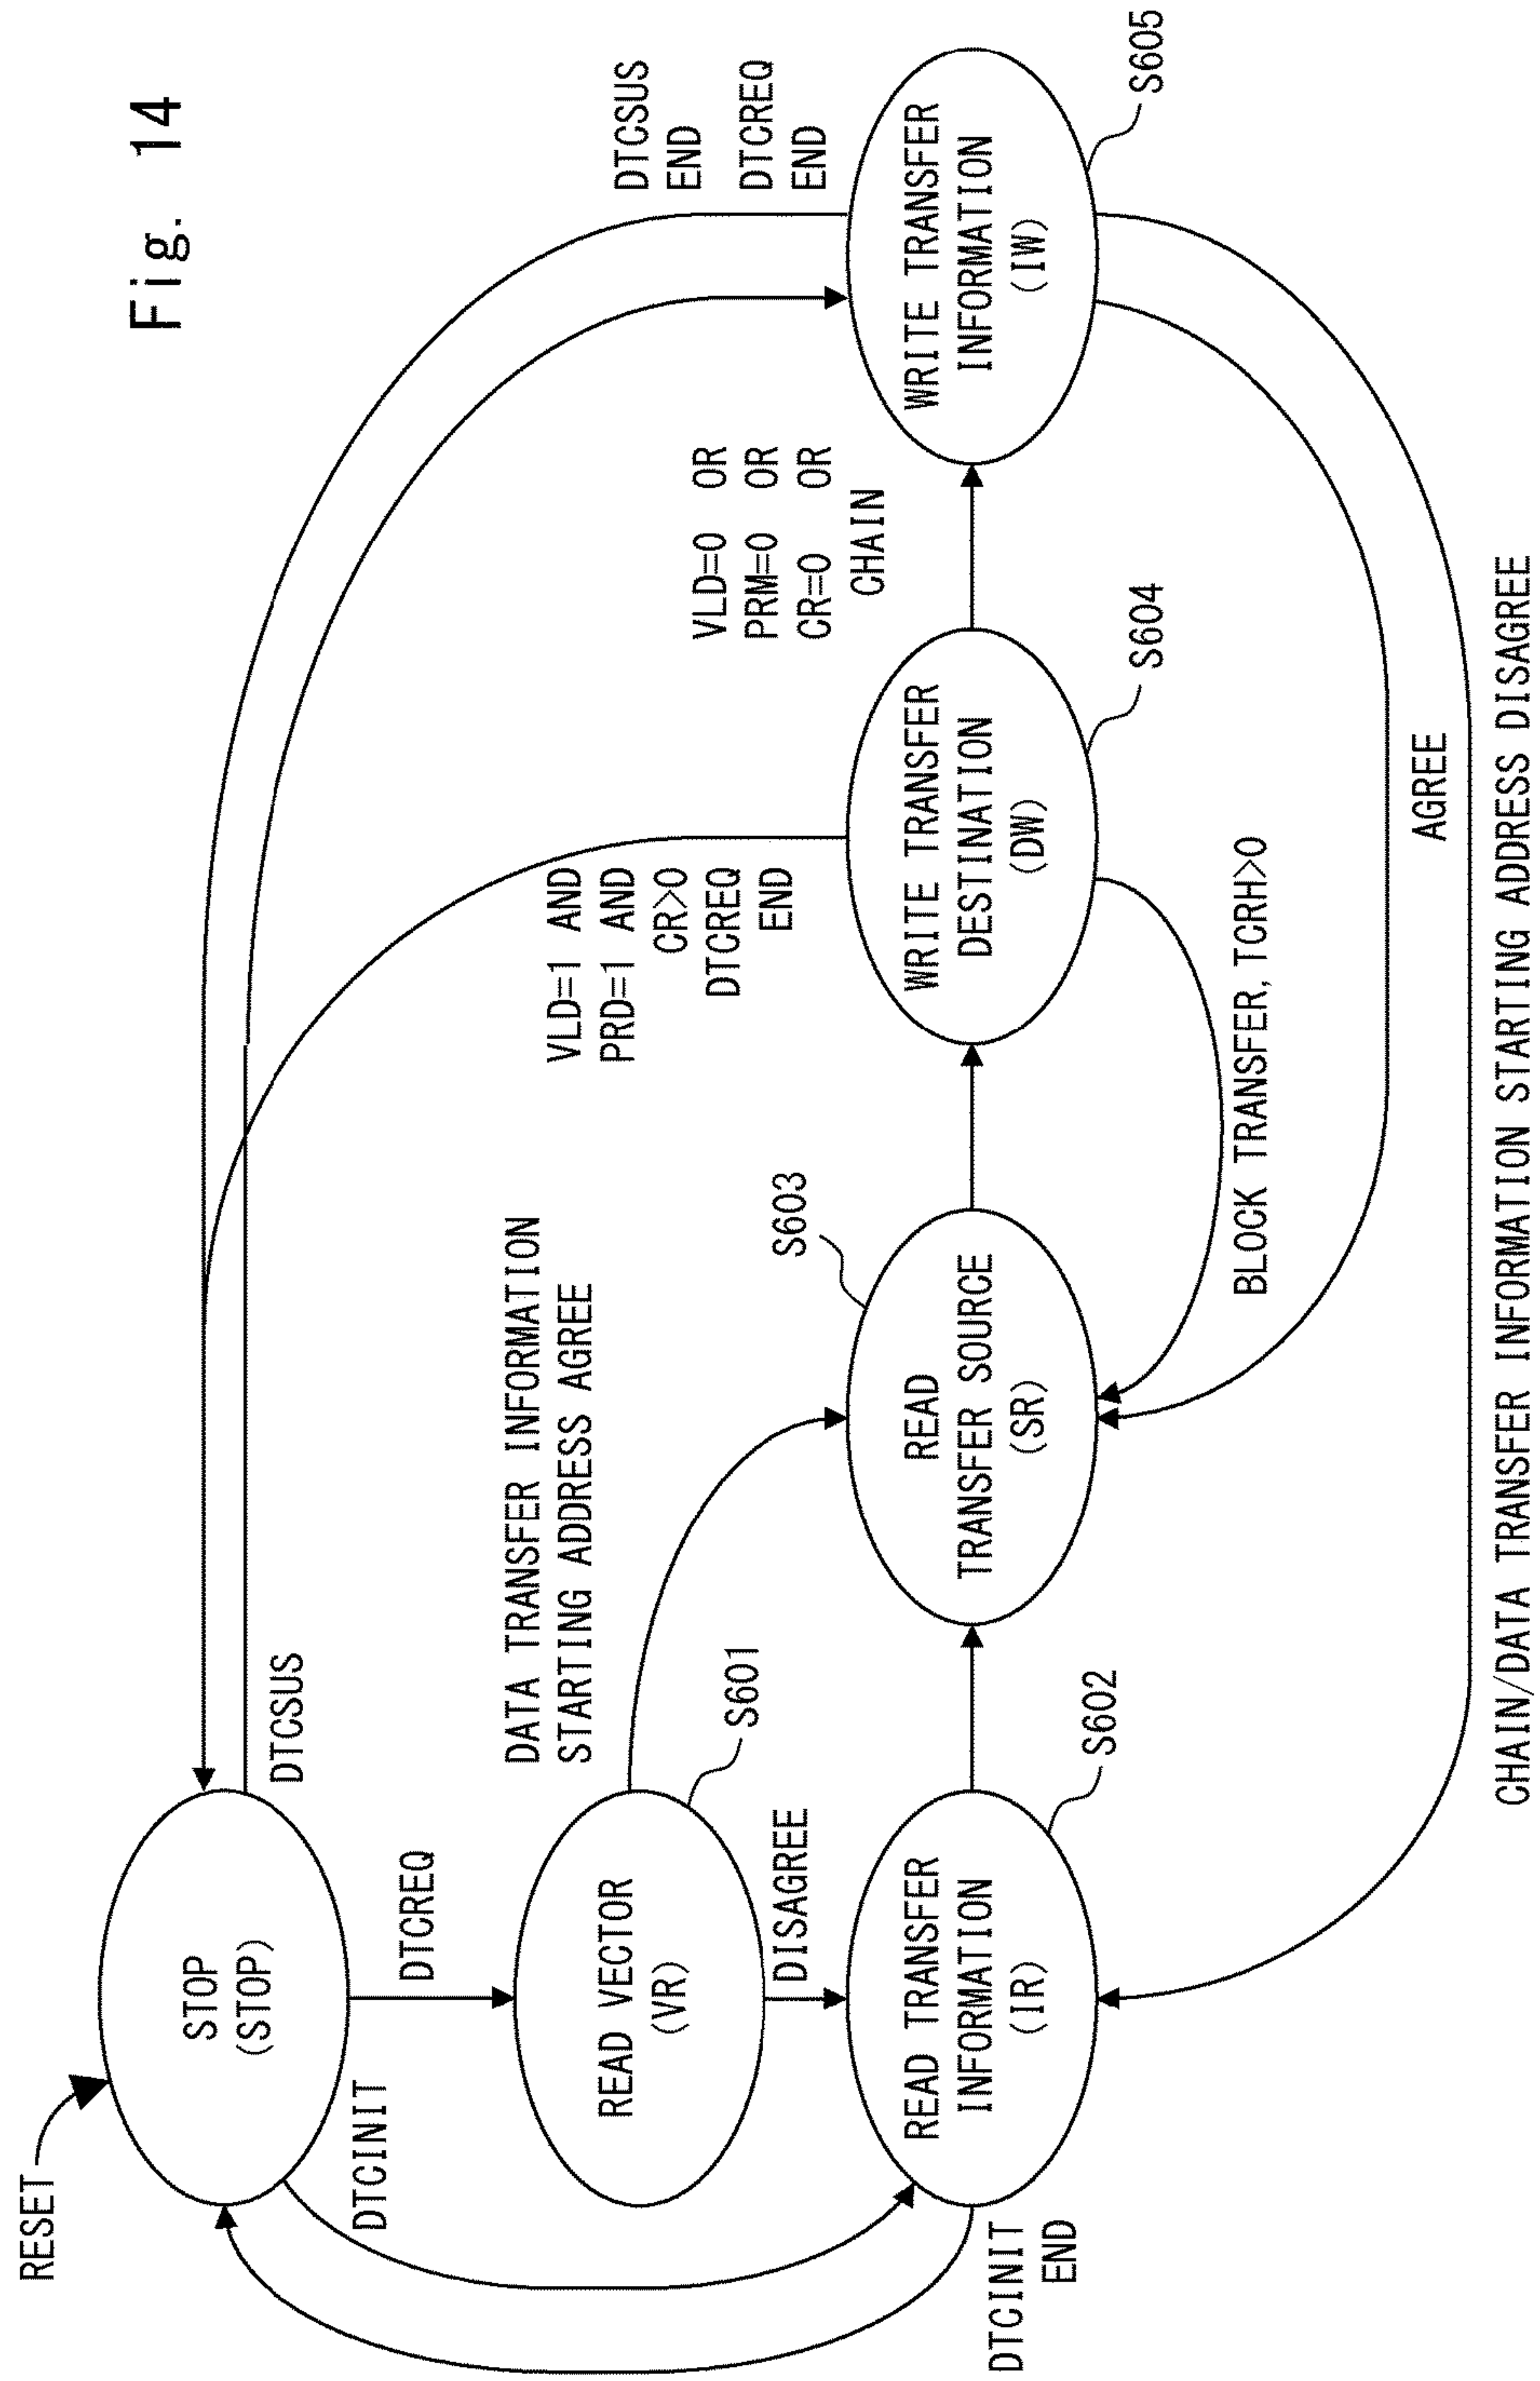 Fig. 14
RESET
STOP
(STOP)
DTCSUS
DTCINIT
DTCREQ
DATA TRANSFER INFORMATION
STARTING ADDRESS AGREE
VLD=1 AND
PRD=1 AND
CR>0
DTCREQ
END
DTCSUS
END
DTCREQ
END
READ VECTOR
(VR)
S601
DISAGREE
S603
VLD=0 OR
PRM=0 OR
CR=0 OR
CHAIN
READ TRANSFER
INFORMATION
(IR)
S602
READ
TRANSFER SOURCE
(SR)
WRITE TRANSFER
DESTINATION
(DW)
S604
WRITE TRANSFER
INFORMATION
(IW)
S605
DTCINIT
END
BLOCK TRANSFER, TCRH>0
AGREE
CHAIN/DATA TRANSFER INFORMATION STARTING ADDRESS DISAGREE